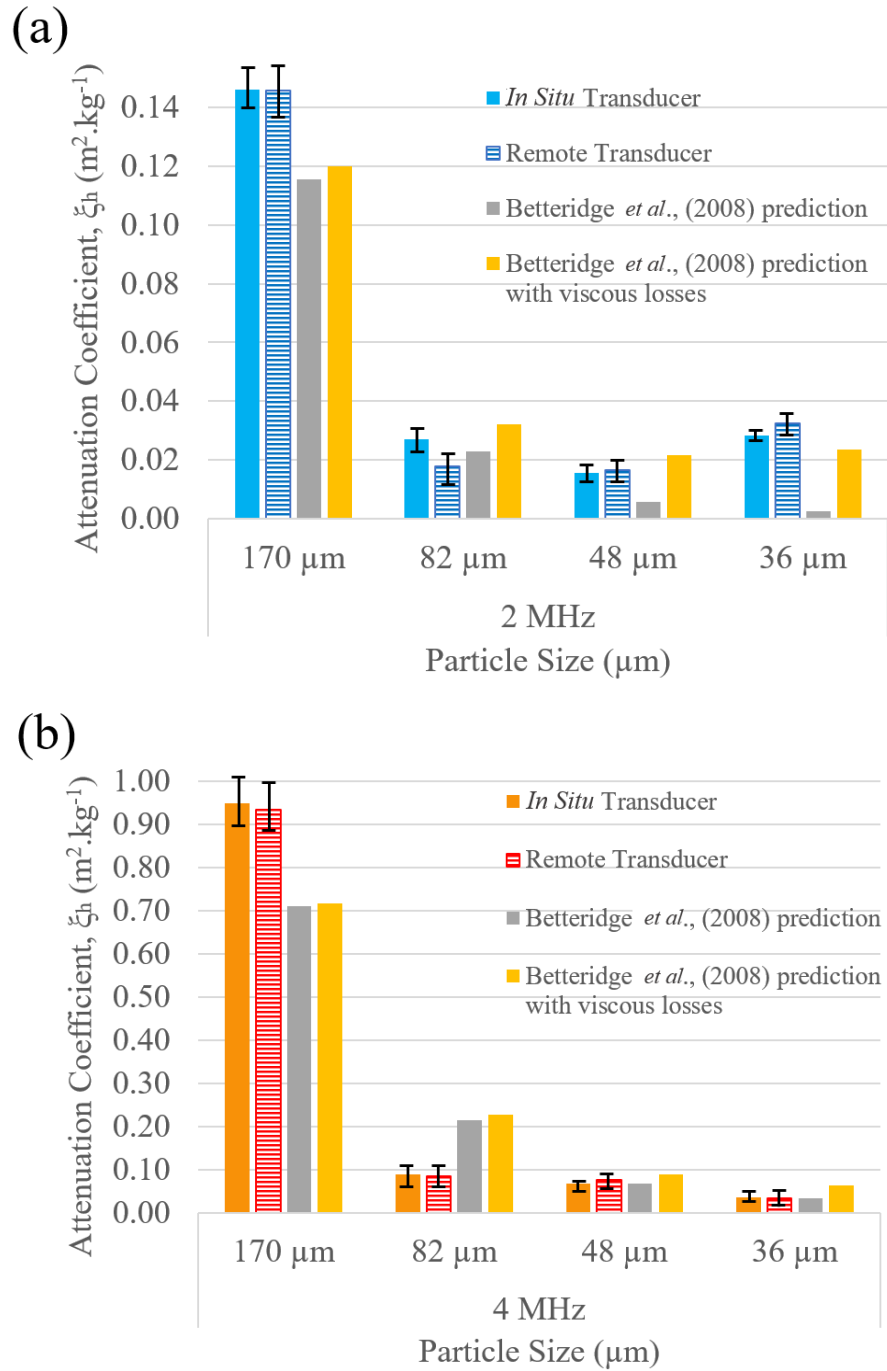 (a)
Attenuation Coefficient, ξh (m².kg⁻¹)
0.14
0.12
0.10
0.08
0.06
0.04
0.02
0.00
In Situ Transducer
Remote Transducer
Betteridge et al., (2008) prediction
Betteridge et al., (2008) prediction
with viscous losses
170 µm 82 µm 48 µm 36 µm
2 MHz
Particle Size (µm)
(b)
Attenuation Coefficient, ξh (m².kg⁻¹)
1.00
0.90
0.80
0.70
0.60
0.50
0.40
0.30
0.20
0.10
0.00
In Situ Transducer
Remote Transducer
Betteridge et al., (2008) prediction
Betteridge et al., (2008) prediction
with viscous losses
170 µm 82 µm 48 µm 36 µm
4 MHz
Particle Size (µm)